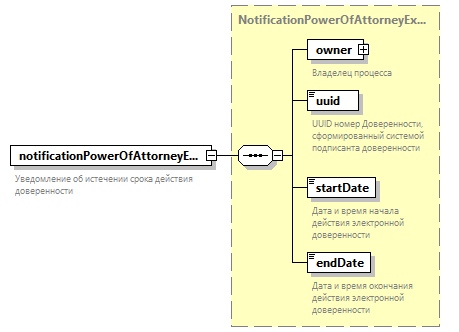 NotificationPowerOfAttorneyEx...
owner
Владелец процесса
uuid
UUID номер Доверенности,
сформированный системой
подписанта доверенности
notificationPowerOfAttorneyE...
Уведомление об истечении срока действия
доверенности
startDate
Дата и время начала
действия электронной
доверенности
endDate
Дата и время окончания
действия электронной
доверенности